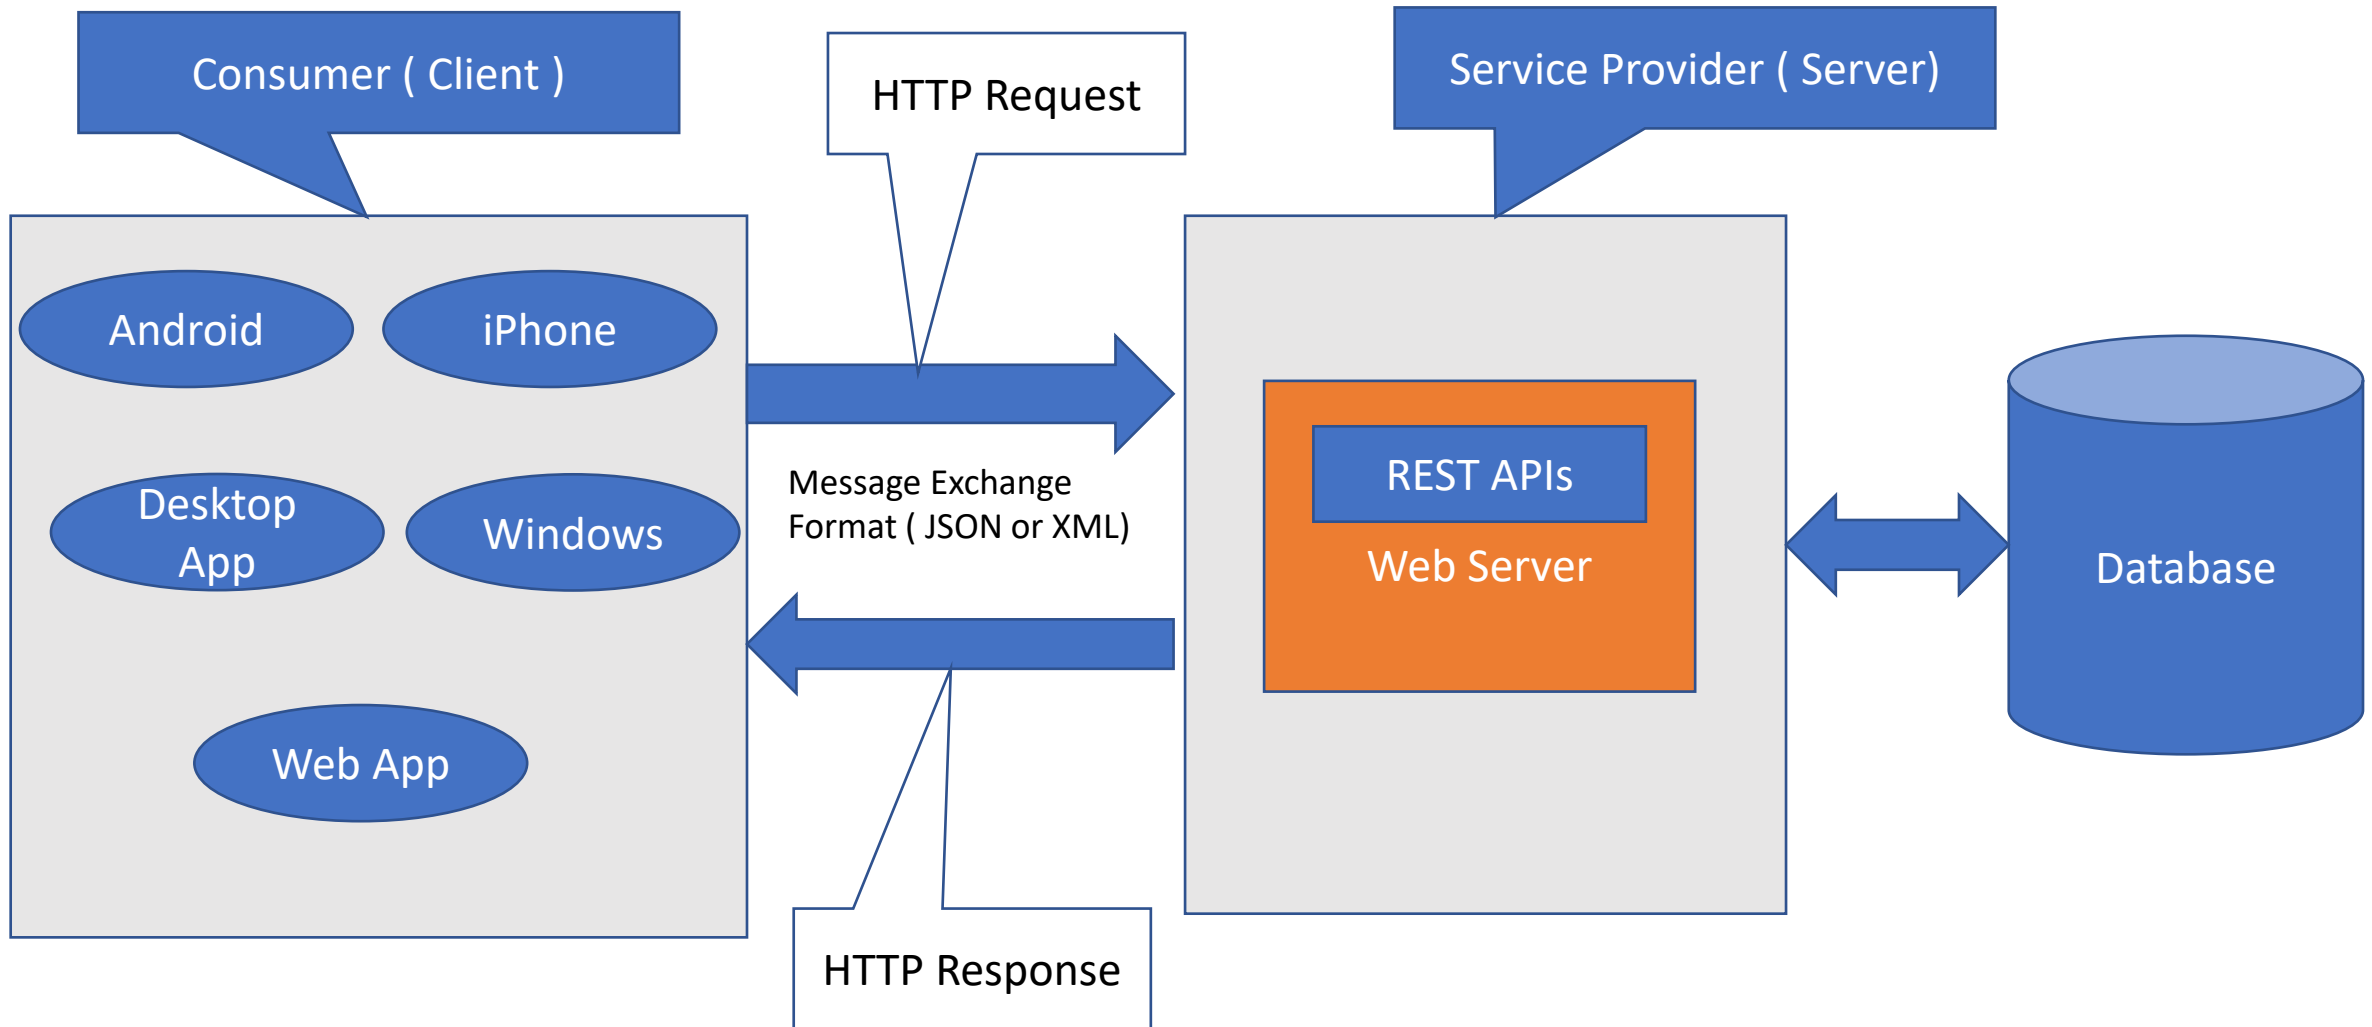 Consumer ( Client )
HTTP Request
Service Provider ( Server)
Android
iPhone
Desktop
App
Windows
Web App
Message Exchange
Format ( JSON or XML)
REST APIs
Web Server
Database
HTTP Response